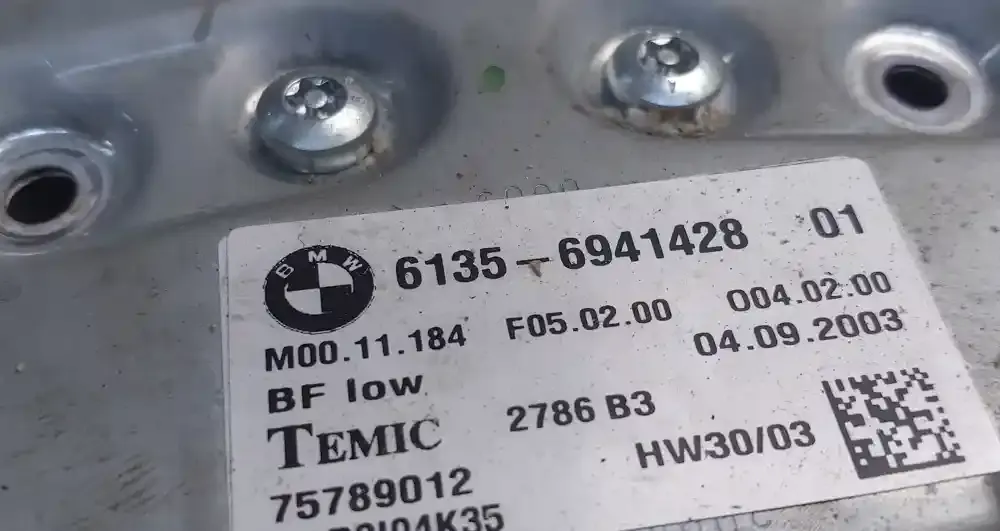 BMW 6135-6941428 01
M00.11.184 F05.02.00 O04.02.00
BF low 04.09.2003
TEMIC 2786 B3 HW30/03
75789012